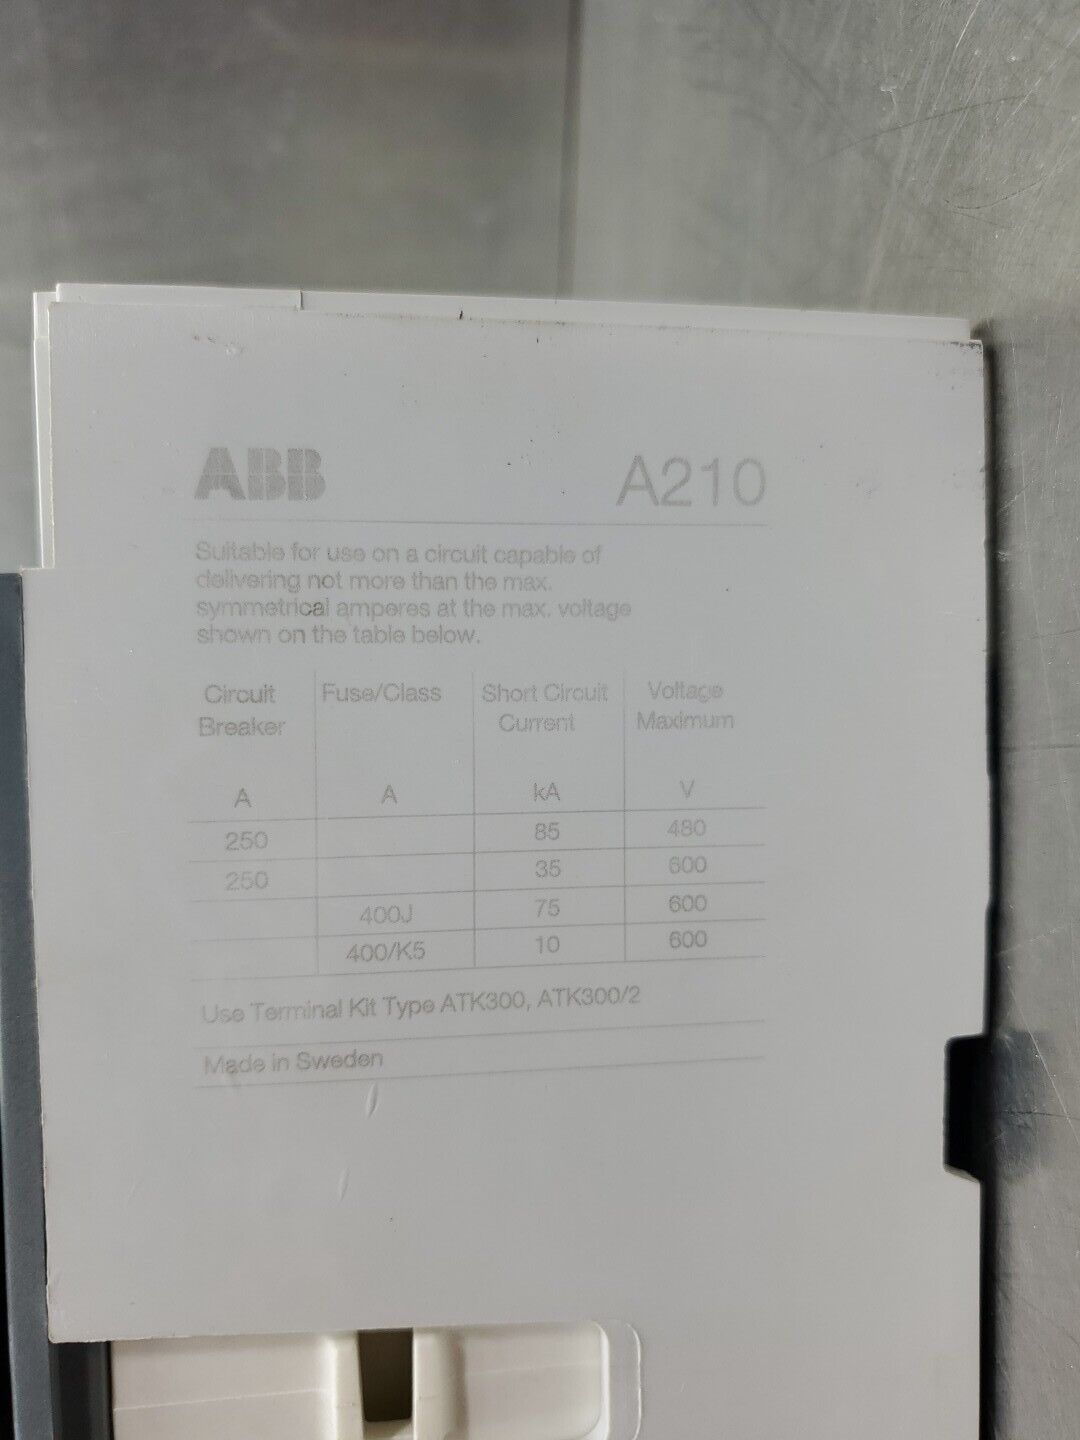 ABB A210
Suitable for use on a circuit capable of
delivering not more than the max.
symmetrical amperes at the max. voltage
shown on the table below.
Circuit Breaker Fuse/Class Short Circuit Current Voltage Maximum
A A kA V
250 85 480
250 35 600
400J 75 600
400/K5 10 600
Use Terminal Kit Type ATK300, ATK300/2
Made in Sweden